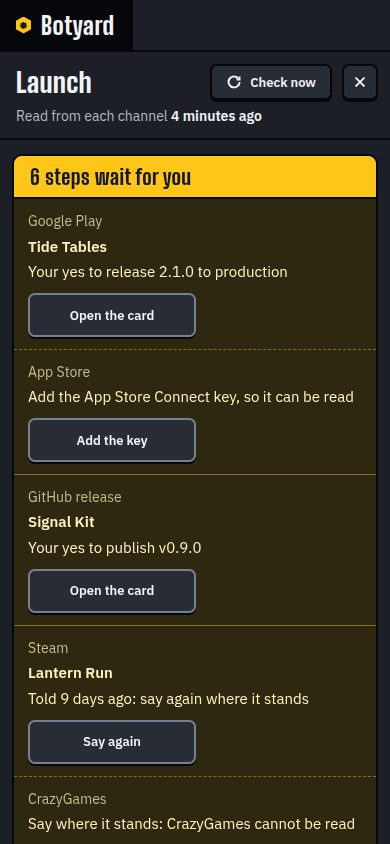 Botyard
Launch
Check now
Read from each channel 4 minutes ago
6 steps wait for you
Google Play
Tide Tables
Your yes to release 2.1.0 to production
Open the card
App Store
Add the App Store Connect key, so it can be read
Add the key
GitHub release
Signal Kit
Your yes to publish v0.9.0
Open the card
Steam
Lantern Run
Told 9 days ago: say again where it stands
Say again
CrazyGames
Say where it stands: CrazyGames cannot be read